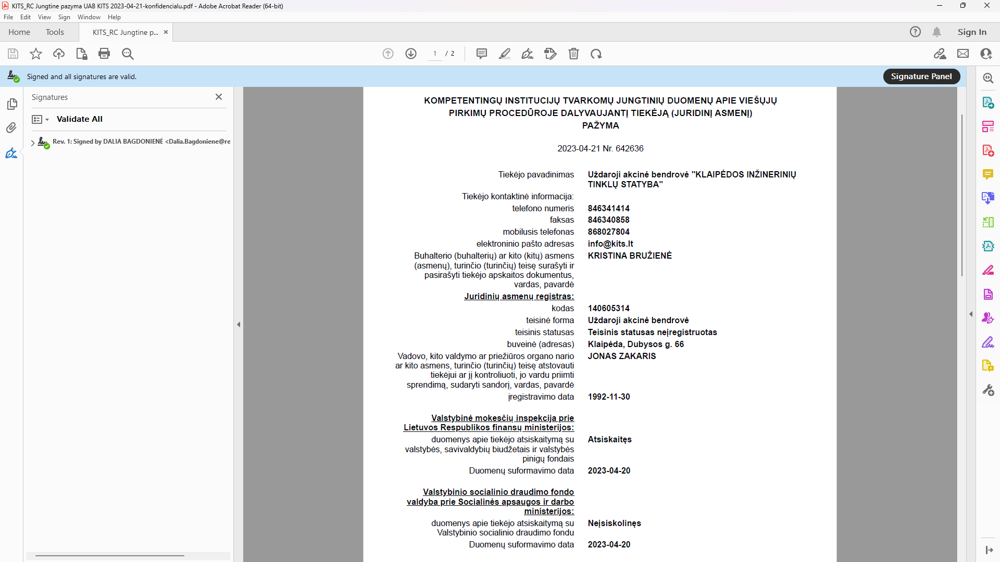 KITS_RC Jungtine pazyma UAB KITS 2023-04-21-konfidencialu.pdf - Adobe Acrobat Reader (64-bit)
File Edit View Sign Window Help
Home Tools KITS_RC Jungtine p... Sign In
1 / 2
Signed and all signatures are valid.
Signature Panel
Signatures
Validate All
Rev. 1: Signed by DALIA BAGDONIENĖ <Dalia.Bagdoniene@re
KOMPETENTINGŲ INSTITUCIJŲ TVARKOMŲ JUNGTINIŲ DUOMENŲ APIE VIEŠŲJŲ
PIRKIMŲ PROCEDŪROJE DALYVAUJANTĮ TIEKĖJĄ (JURIDINĮ ASMENĮ)
PAŽYMA
2023-04-21 Nr. 642636
Tiekėjo pavadinimas Uždaroji akcinė bendrovė "KLAIPĖDOS INŽINERINIŲ
TINKLŲ STATYBA"
Tiekėjo kontaktinė informacija:
telefono numeris 846341414
faksas 846340858
mobilusis telefonas 868027804
elektroninio pašto adresas info@kits.lt
Buhalterio (buhalterių) ar kito (kitų) asmens KRISTINA BRUŽIENĖ
(asmenų), turinčio (turinčių) teisę surašyti ir
pasirašyti tiekėjo apskaitos dokumentus,
vardas, pavardė
Juridinių asmenų registras:
kodas 140605314
teisinė forma Uždaroji akcinė bendrovė
teisinis statusas Teisinis statusas neįregistruotas
buveinė (adresas) Klaipėda, Dubysos g. 66
Vadovo, kito valdymo ar priežiūros organo nario JONAS ZAKARIS
ar kito asmens, turinčio (turinčių) teisę atstovauti
tiekėjui ar jį kontroliuoti, jo vardu priimti
sprendimą, sudaryti sandorį, vardas, pavardė
įregistravimo data 1992-11-30
Valstybinė mokesčių inspekcija prie
Lietuvos Respublikos finansų ministerijos:
duomenys apie tiekėjo atsiskaitymą su Atsiskaitęs
valstybės, savivaldybių biudžetais ir valstybės
pinigų fondais
Duomenų suformavimo data 2023-04-20
Valstybinio socialinio draudimo fondo
valdyba prie Socialinės apsaugos ir darbo
ministerijos:
duomenys apie tiekėjo atsiskaitymą su Neįsiskolinęs
Valstybinio socialinio draudimo fondu
Duomenų suformavimo data 2023-04-20